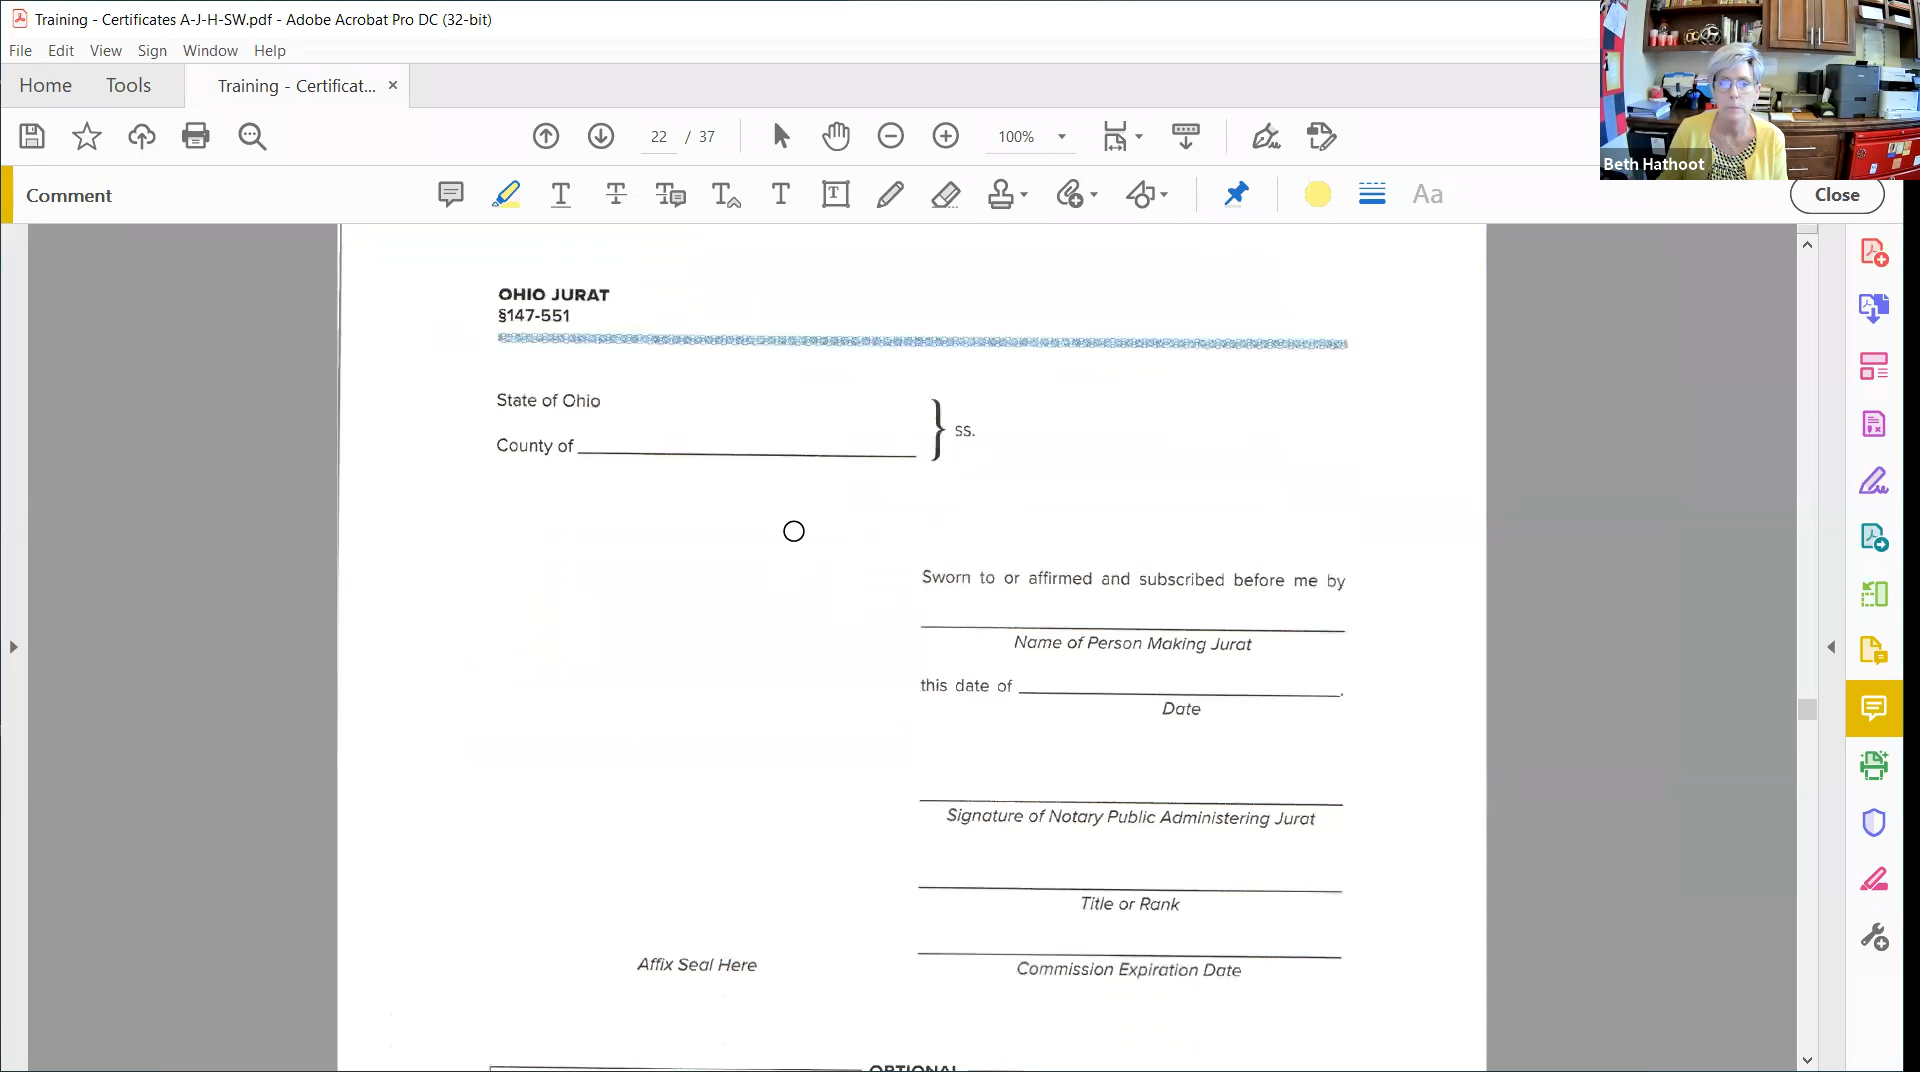 Training - Certificates A-J-H-SW.pdf - Adobe Acrobat Pro DC (32-bit)
File Edit View Sign Window Help
Home Tools Training - Certificat... ×
22 / 37 100%
Beth Hathoot
Comment
Aa
Close
OHIO JURAT
§147-551
State of Ohio
County of
} ss.
Sworn to or affirmed and subscribed before me by
Name of Person Making Jurat
this date of .
Date
Signature of Notary Public Administering Jurat
Title or Rank
Affix Seal Here
Commission Expiration Date
OPTIONAL